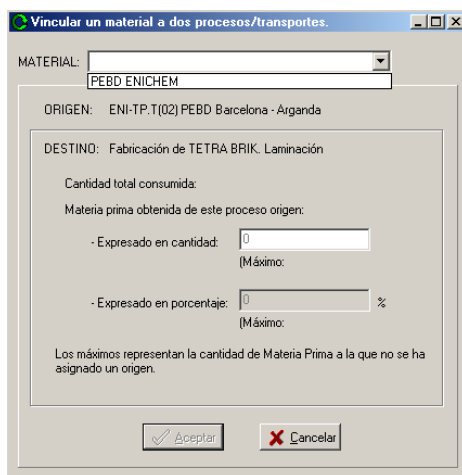 Vincular un material a dos procesos/transportes.
MATERIAL:
PEBD ENICHEM
ORIGEN: ENI-TP.T(02) PEBD Barcelona - Arganda
DESTINO: Fabricación de TETRA BRIK. Laminación
Cantidad total consumida:
Materia prima obtenida de este proceso origen:
- Expresado en cantidad: 0
(Máximo:
- Expresado en porcentaje: 0 %
(Máximo:
Los máximos representan la cantidad de Materia Prima a la que no se ha
asignado un origen.
Aceptar Cancelar